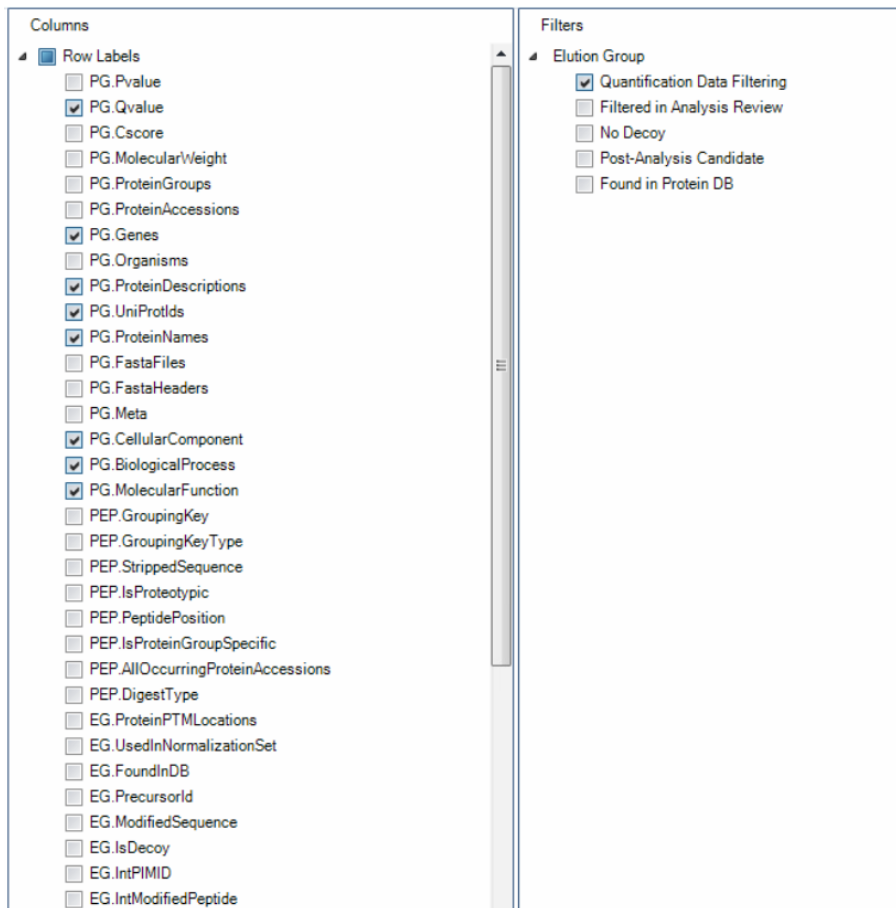 Columns
Row Labels
PG.Pvalue
PG.Qvalue
PG.Cscore
PG.MolecularWeight
PG.ProteinGroups
PG.ProteinAccessions
PG.Genes
PG.Organisms
PG.ProteinDescriptions
PG.UniProtIds
PG.ProteinNames
PG.FastaFiles
PG.FastaHeaders
PG.Meta
PG.CellularComponent
PG.BiologicalProcess
PG.MolecularFunction
PEP.GroupingKey
PEP.GroupingKeyType
PEP.StrippedSequence
PEP.IsProteotypic
PEP.PeptidePosition
PEP.IsProteinGroupSpecific
PEP.AllOccurringProteinAccessions
PEP.DigestType
EG.ProteinPTMLocations
EG.UsedInNormalizationSet
EG.FoundInDB
EG.PrecursorId
EG.ModifiedSequence
EG.IsDecoy
EG.IntPIMID
EG.IntModifiedPeptide
Filters
Elution Group
Quantification Data Filtering
Filtered in Analysis Review
No Decoy
Post-Analysis Candidate
Found in Protein DB